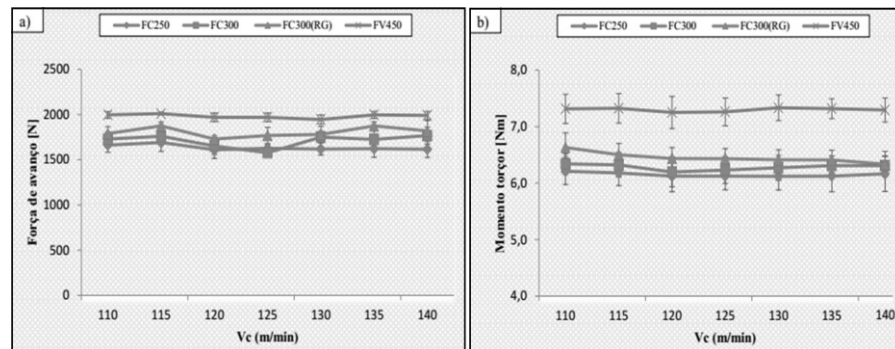 a)
FC250 FC300 FC300(RG) FV450
Força de avanço [N]
2500
2000
1500
1000
500
0
110 115 120 125 130 135 140
Vc (m/min)
b)
FC250 FC300 FC300(RG) FV450
Momento torçor [Nm]
8,0
7,0
6,0
5,0
4,0
110 115 120 125 130 135 140
Vc (m/min)